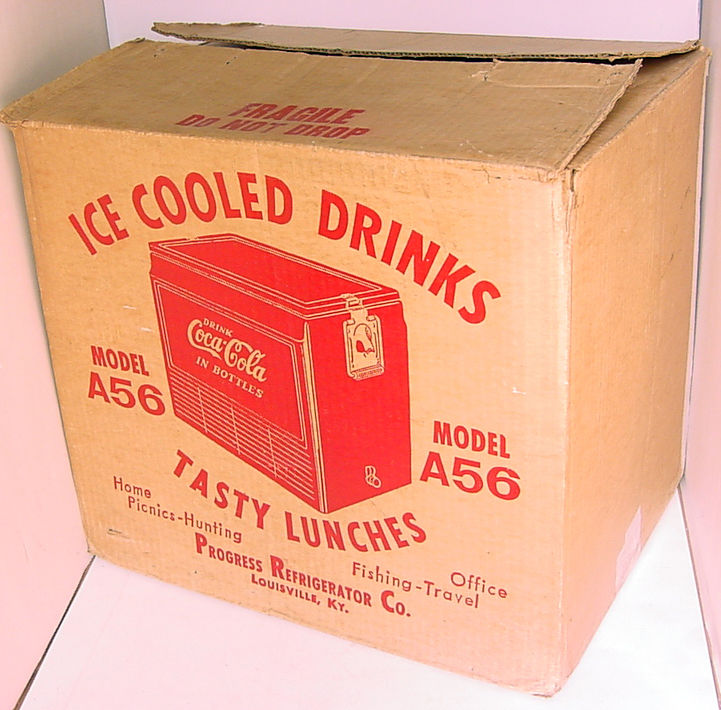 FRAGILE
DO NOT DROP
ICE COOLED DRINKS
DRINK
Coca-Cola
IN BOTTLES
MODEL
A56
MODEL
A56
TASTY LUNCHES
Home
Picnics-Hunting
Office
Fishing-Travel
PROGRESS REFRIGERATOR CO.
LOUISVILLE, KY.